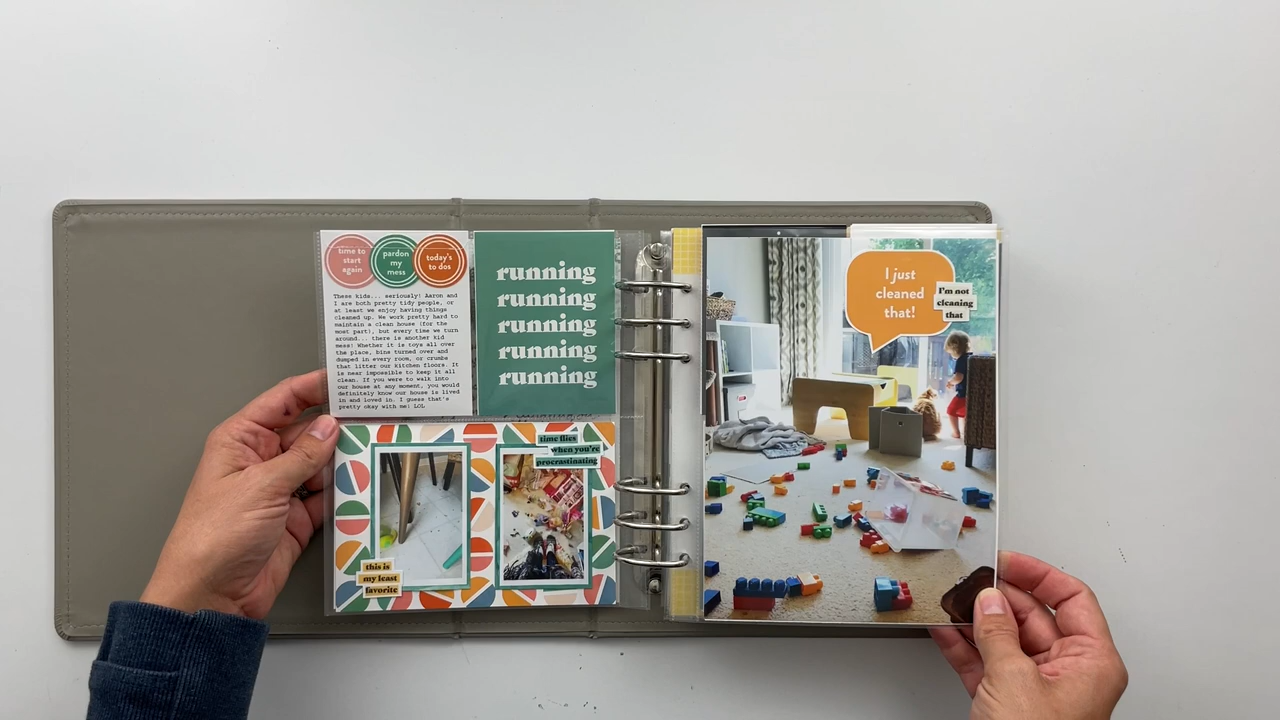 time to
start
again
pardon
my
mess
today's
to dos
These kids... seriously! Aaron and
I are both pretty tidy people, or
at least we enjoy having things
cleaned up. We work pretty hard to
maintain a clean house (for the
most part), but every time we turn
around... there is another kid
mess! Whether it is toys all over
the place, bins turned over and
dumped in every room, or crumbs
that litter our kitchen floors. It
is near impossible to keep it all
clean. If you were to walk into
our house at any moment, you would
definitely know our house is lived
in and loved in. I guess that's
pretty okay with me! LOL
running
running
running
running
running
time flies
when you're
procrastinating
this is
my least
favorite
I just
cleaned
that!
I'm not
cleaning
that